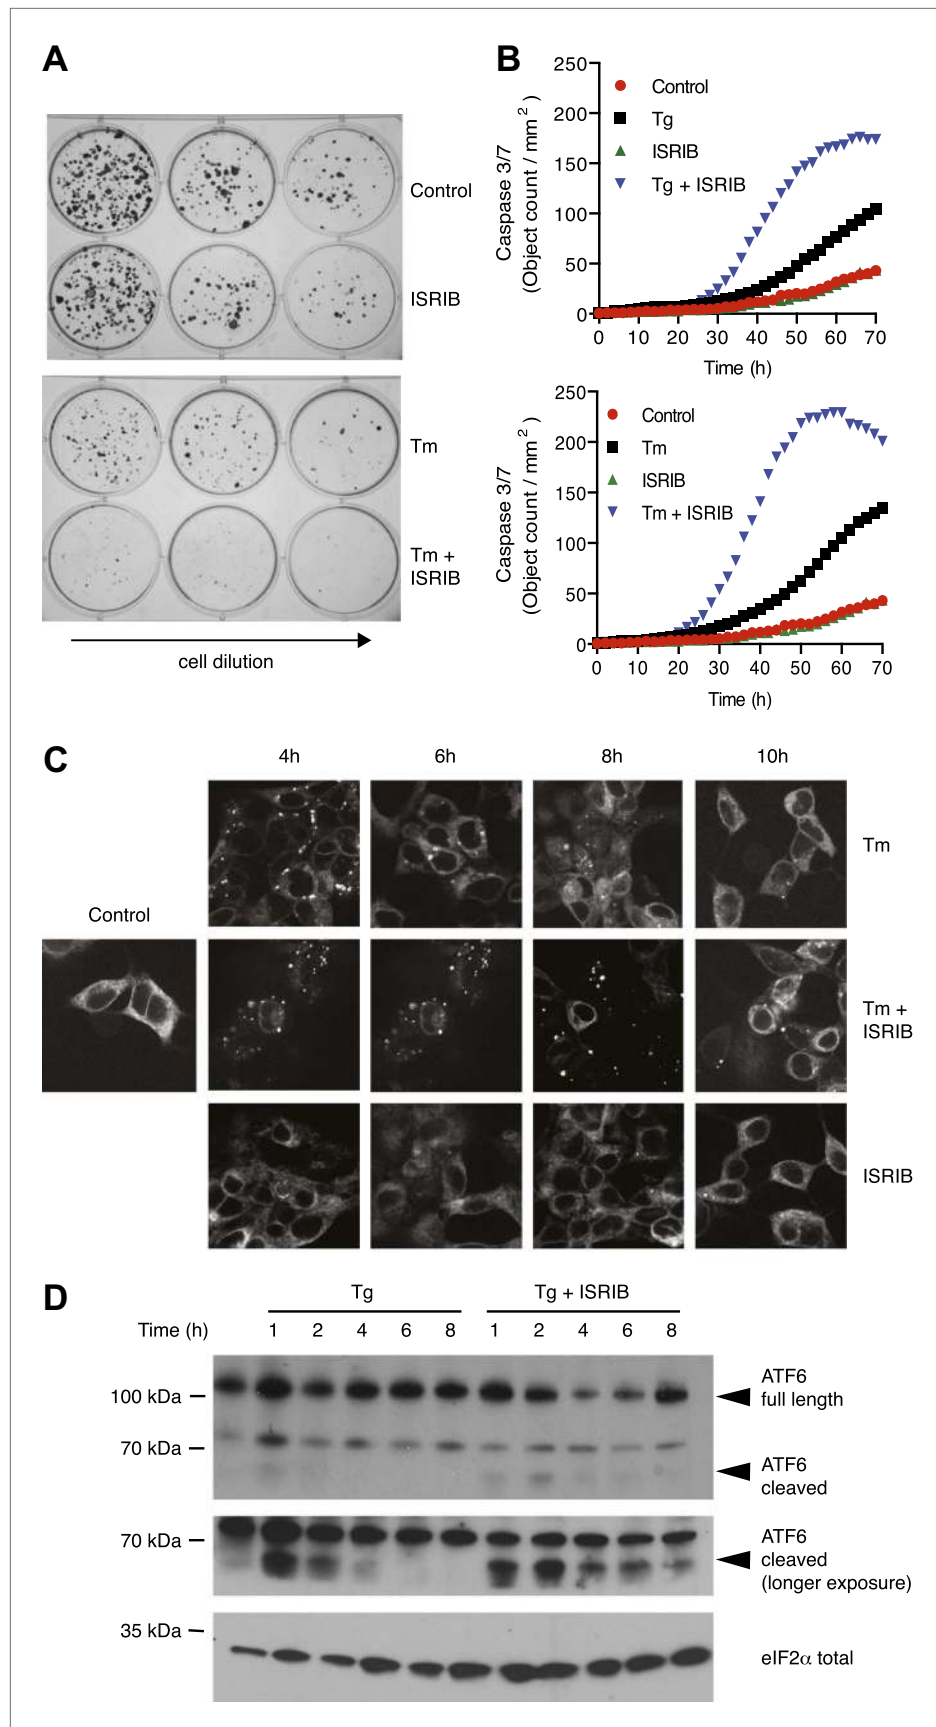 A
Control
ISRIB
Tm
Tm +
ISRIB
cell dilution
B
Caspase 3/7
(Object count / mm²)
250
200
150
100
50
0
Control
Tg
ISRIB
Tg + ISRIB
0 10 20 30 40 50 60 70
Time (h)
Caspase 3/7
(Object count / mm²)
250
200
150
100
50
0
Control
Tm
ISRIB
Tm + ISRIB
0 10 20 30 40 50 60 70
Time (h)
C
4h 6h 8h 10h
Control
Tm
Tm +
ISRIB
ISRIB
D
Tg Tg + ISRIB
Time (h) 1 2 4 6 8 1 2 4 6 8
100 kDa
70 kDa
ATF6
full length
ATF6
cleaved
70 kDa
ATF6
cleaved
(longer exposure)
35 kDa
eIF2α total